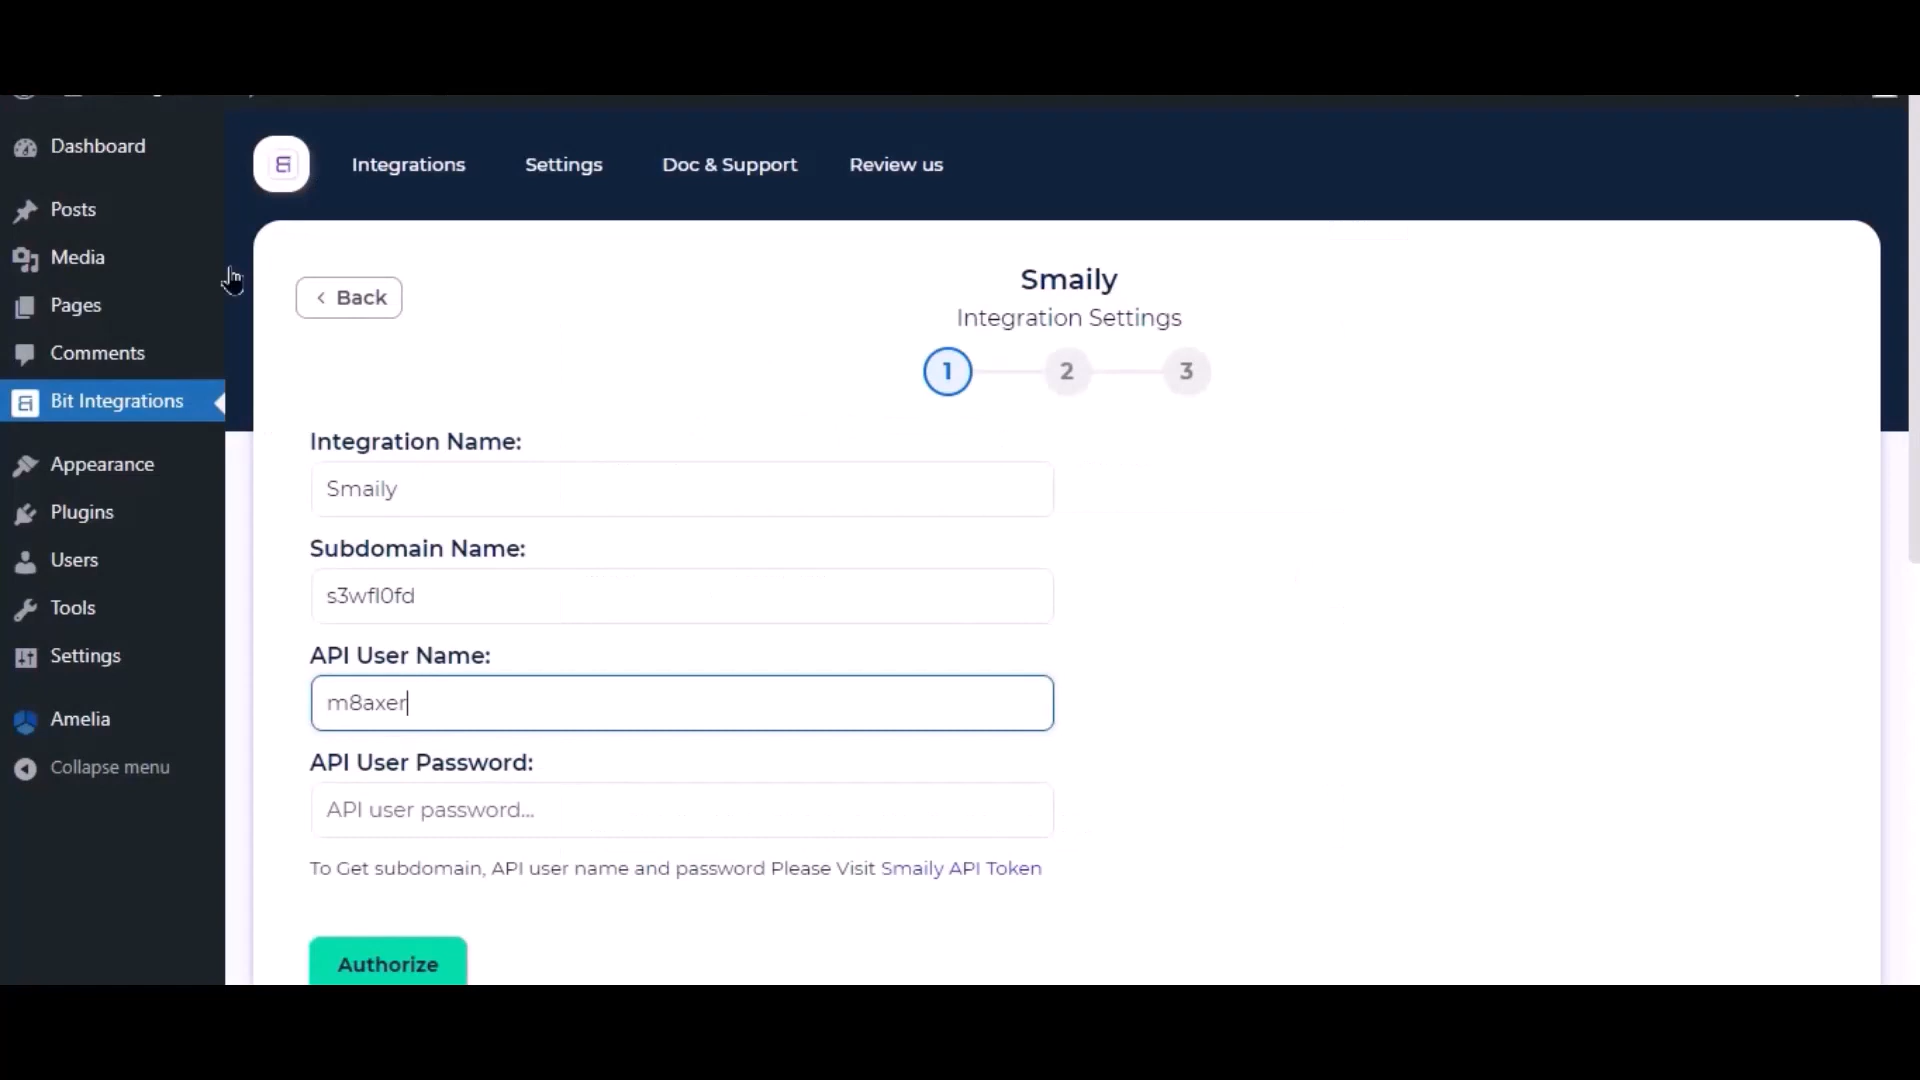 Dashboard
Posts
Media
Pages
Comments
Bit Integrations
Appearance
Plugins
Users
Tools
Settings
Amelia
Collapse menu
Integrations Settings Doc & Support Review us
< Back
Smaily
Integration Settings
1 2 3
Integration Name:
Smaily
Subdomain Name:
s3wfl0fd
API User Name:
m8axer
API User Password:
API user password...
To Get subdomain, API user name and password Please Visit Smaily API Token
Authorize